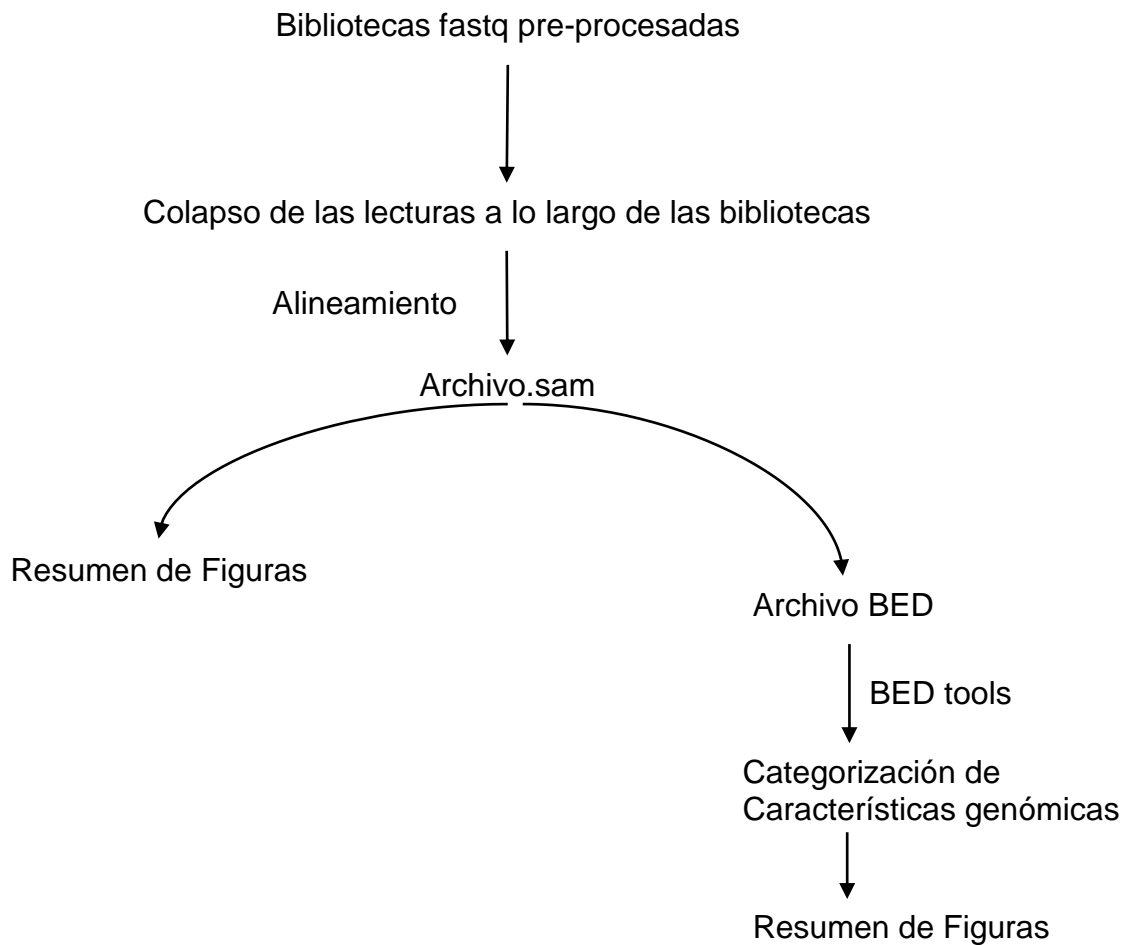 Bibliotecas fastq pre-procesadas
Colapso de las lecturas a lo largo de las bibliotecas
Alineamiento
Archivo.sam
Resumen de Figuras
Archivo BED
BED tools
Categorización de
Características genómicas
Resumen de Figuras